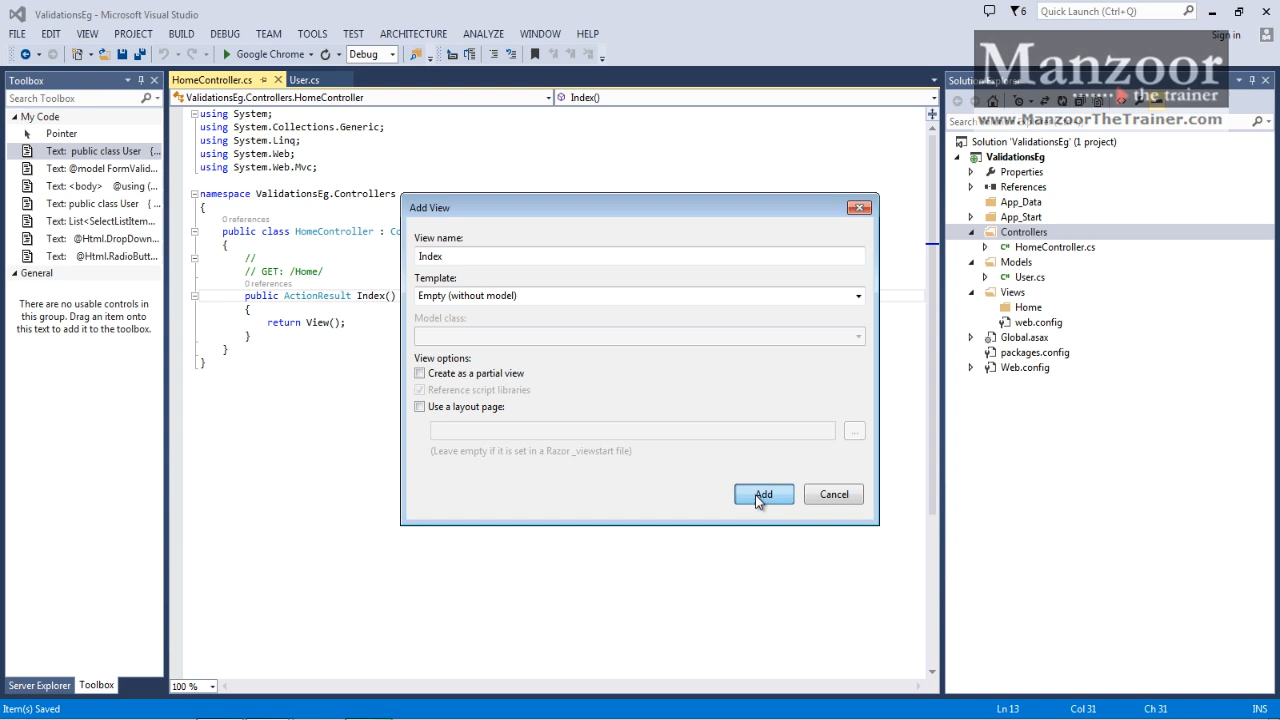 ValidationsEg - Microsoft Visual Studio
6
Quick Launch (Ctrl+Q)
FILE EDIT VIEW PROJECT BUILD DEBUG TEAM TOOLS TEST ARCHITECTURE ANALYZE WINDOW HELP
Sign in
Google Chrome
Debug
Manzoor
the trainer
www.ManzoorTheTrainer.com
Toolbox
Search Toolbox
My Code
Pointer
Text: public class User {...
Text: @model FormValid...
Text: <body> @using (...
Text: public class User { ...
Text: List<SelectListItem...
Text: @Html.DropDown...
Text: @Html.RadioButt...
General
There are no usable controls in
this group. Drag an item onto
this text to add it to the toolbox.
Server Explorer
Toolbox
HomeController.cs
User.cs
ValidationsEg.Controllers.HomeController
Index()
using System;
using System.Collections.Generic;
using System.Linq;
using System.Web;
using System.Web.Mvc;
namespace ValidationsEg.Controllers
{
0 references
public class HomeController : Co
{
//
// GET: /Home/
0 references
public ActionResult Index()
{
return View();
}
}
}
100 %
Add View
View name:
Index
Template:
Empty (without model)
Model class:
View options:
Create as a partial view
Reference script libraries
Use a layout page:
...
(Leave empty if it is set in a Razor _viewstart file)
Add
Cancel
Solution Explorer
Solution 'ValidationsEg' (1 project)
ValidationsEg
Properties
References
App_Data
App_Start
Controllers
HomeController.cs
Models
User.cs
Views
Home
web.config
Global.asax
packages.config
Web.config
Item(s) Saved
Ln 13
Col 31
Ch 31
INS